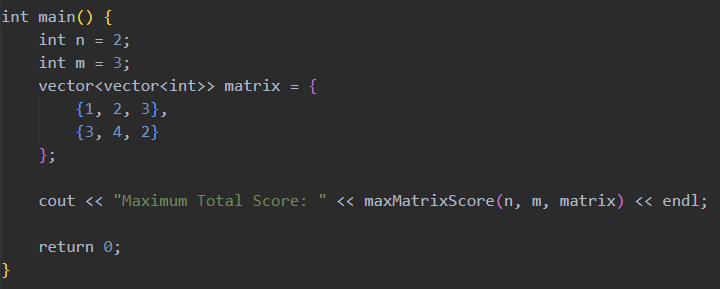 int main() {
    int n = 2;
    int m = 3;
    vector<vector<int>> matrix = {
        {1, 2, 3},
        {3, 4, 2}
    };

    cout << "Maximum Total Score: " << maxMatrixScore(n, m, matrix) << endl;

    return 0;
}